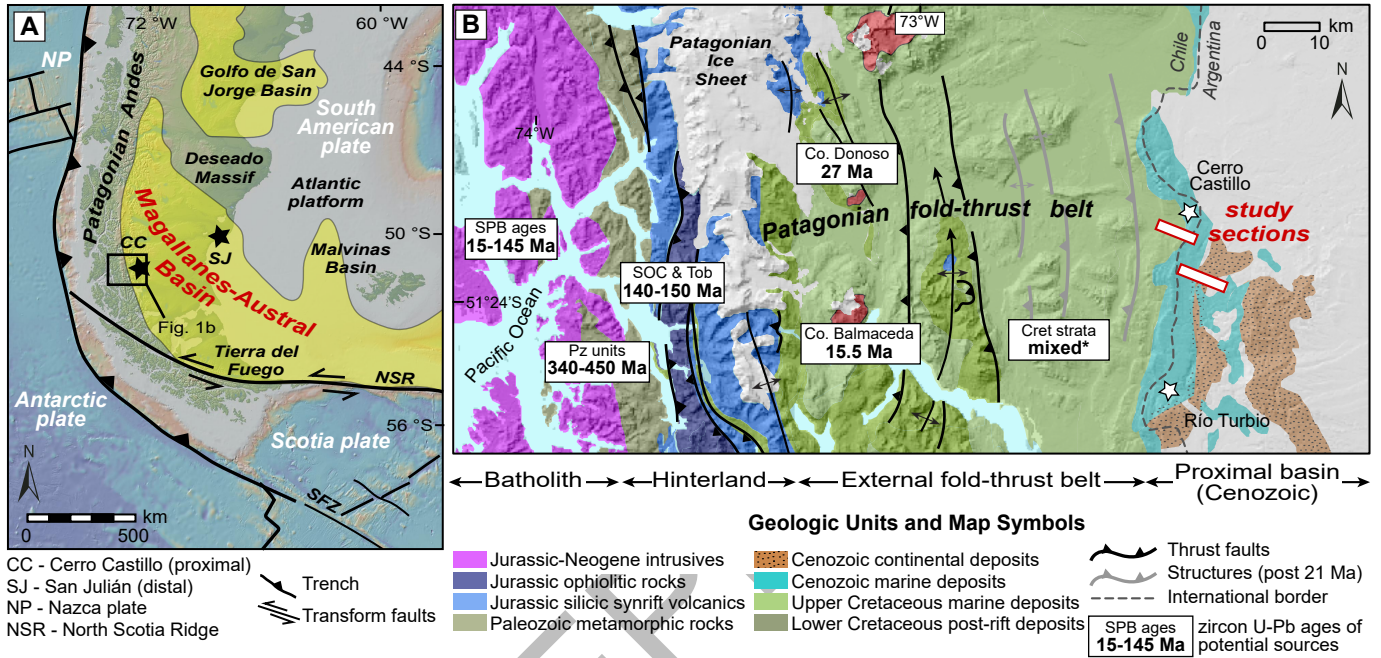 A
72 °W
60 °W
NP
44 °S
Patagonian Andes
Golfo de San
Jorge Basin
South
American
plate
Deseado
Massif
Atlantic
platform
CC
SJ
50 °S
Magallanes-Austral
Basin
Malvinas
Basin
Fig. 1b
Tierra del
Fuego
NSR
Antarctic
plate
56 °S
Scotia plate
N
SFZ
km
0 500
CC - Cerro Castillo (proximal)
SJ - San Julián (distal)
NP - Nazca plate
NSR - North Scotia Ridge
Trench
Transform faults
B
Patagonian
Ice
Sheet
73°W
0 10
km
Chile
Argentina
N
74°W
Co. Donoso
27 Ma
Cerro
Castillo
Patagonian fold-thrust belt
study
sections
SPB ages
15-145 Ma
SOC & Tob
140-150 Ma
51°24'S
Pacific Ocean
Co. Balmaceda
15.5 Ma
Cret strata
mixed*
Pz units
340-450 Ma
Río Turbio
Batholith
Hinterland
External fold-thrust belt
Proximal basin
(Cenozoic)
Geologic Units and Map Symbols
Jurassic-Neogene intrusives
Jurassic ophiolitic rocks
Jurassic silicic synrift volcanics
Paleozoic metamorphic rocks
Cenozoic continental deposits
Cenozoic marine deposits
Upper Cretaceous marine deposits
Lower Cretaceous post-rift deposits
Thrust faults
Structures (post 21 Ma)
International border
SPB ages
15-145 Ma
zircon U-Pb ages of
potential sources